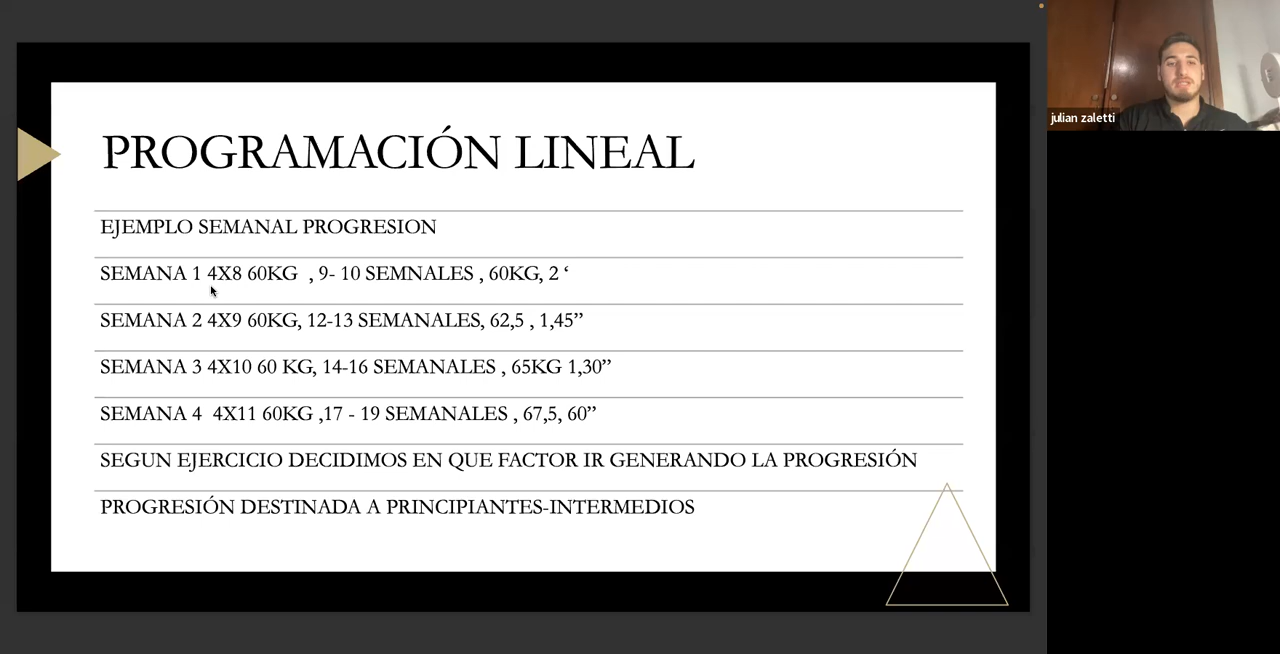 PROGRAMACIÓN LINEAL
EJEMPLO SEMANAL PROGRESION
SEMANA 1 4X8 60KG , 9- 10 SEMNALES , 60KG, 2 ‘
SEMANA 2 4X9 60KG, 12-13 SEMANALES, 62,5 , 1,45”
SEMANA 3 4X10 60 KG, 14-16 SEMANALES , 65KG 1,30”
SEMANA 4 4X11 60KG ,17 - 19 SEMANALES , 67,5, 60”
SEGUN EJERCICIO DECIDIMOS EN QUE FACTOR IR GENERANDO LA PROGRESIÓN
PROGRESIÓN DESTINADA A PRINCIPIANTES-INTERMEDIOS
julian zaletti